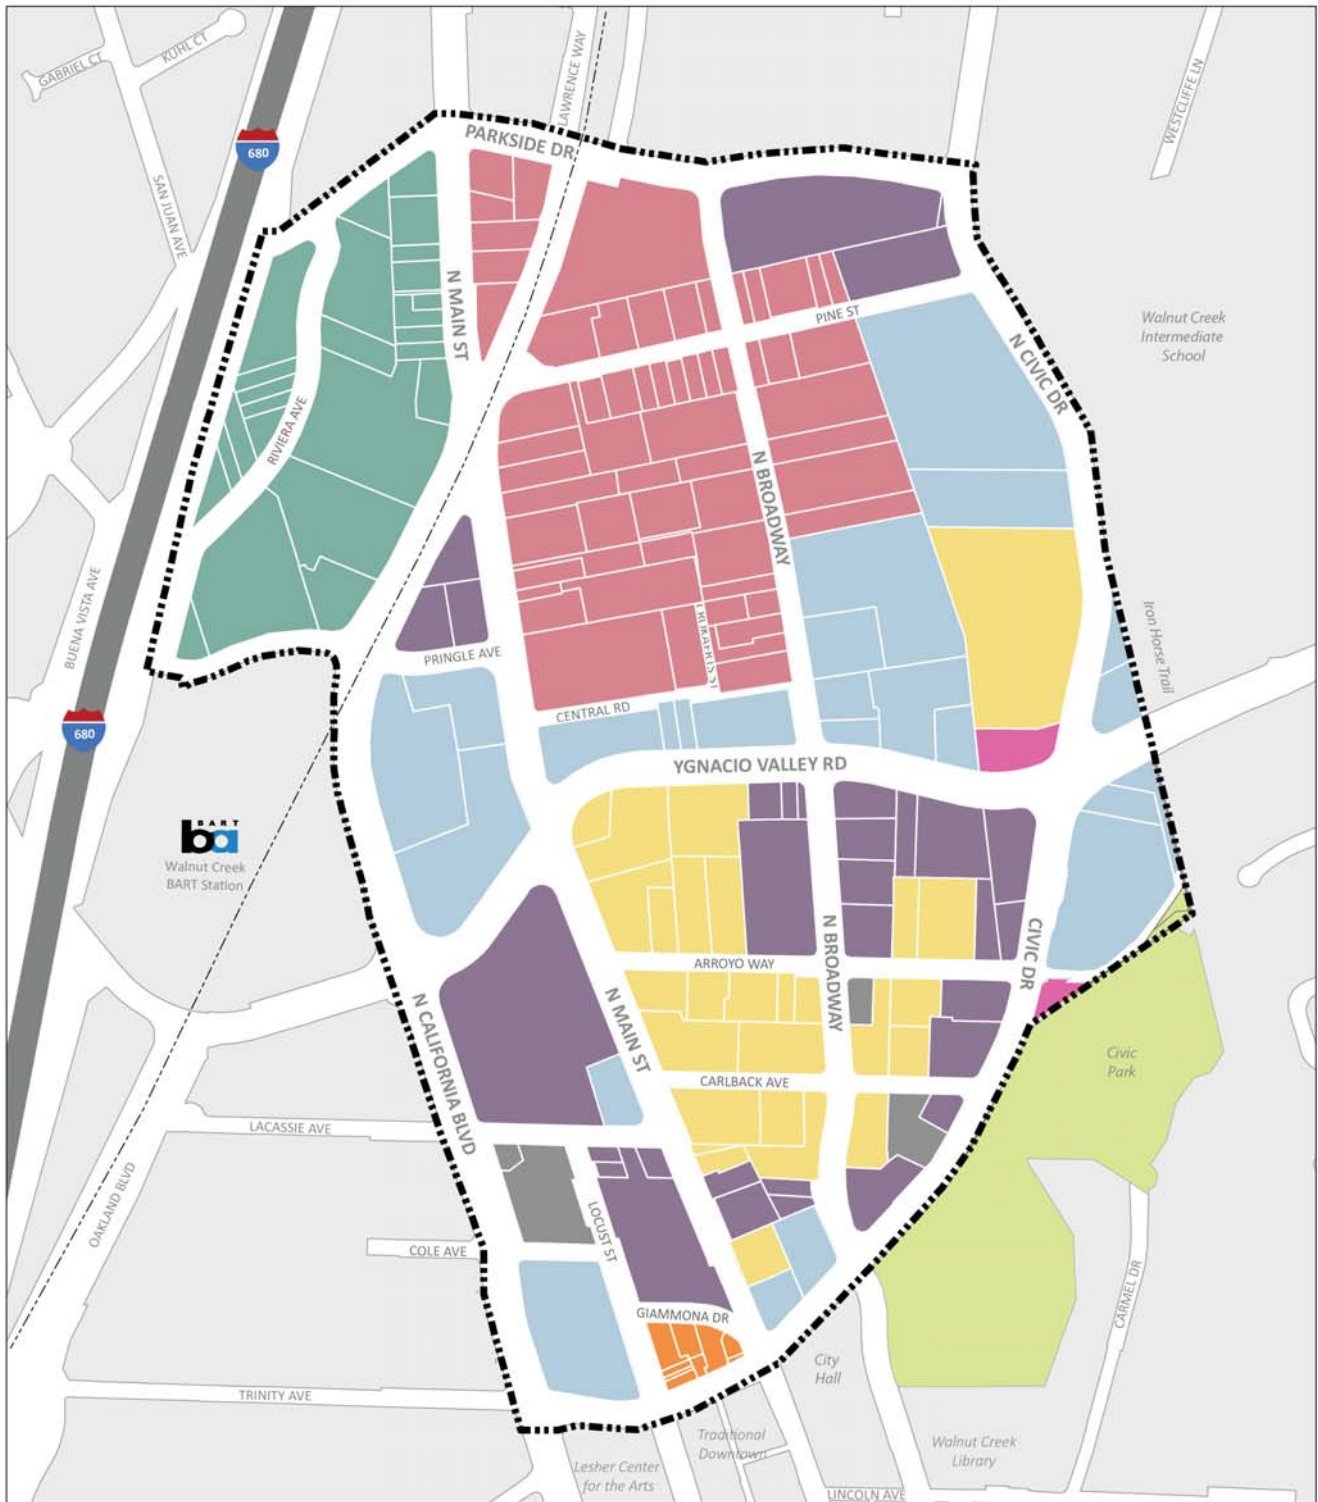 GABRIEL CT
KUHL CT
LAWRENCE WAY
WESTCLIFFE LN
680
PARKSIDE DR
SAN JUAN AVE
N MAIN ST
PINE ST
Walnut Creek
Intermediate
School
N CIVIC DR
RIVIERA AVE
N BROADWAY
BUENA VISTA AVE
Iron Horse Trail
PRINGLE AVE
CENTRAL RD
680
YGNACIO VALLEY RD
BART
ba
Walnut Creek
BART Station
N BROADWAY
CIVIC DR
ARROYO WAY
N CALIFORNIA BLVD
N MAIN ST
Civic
Park
CARLBACK AVE
LACASSIE AVE
OAKLAND BLVD
LOCUST ST
COLE AVE
CARMEL DR
GIAMMONA DR
City
Hall
TRINITY AVE
Traditional
Downtown
Walnut Creek
Library
Lesher Center
for the Arts
LINCOLN AVE